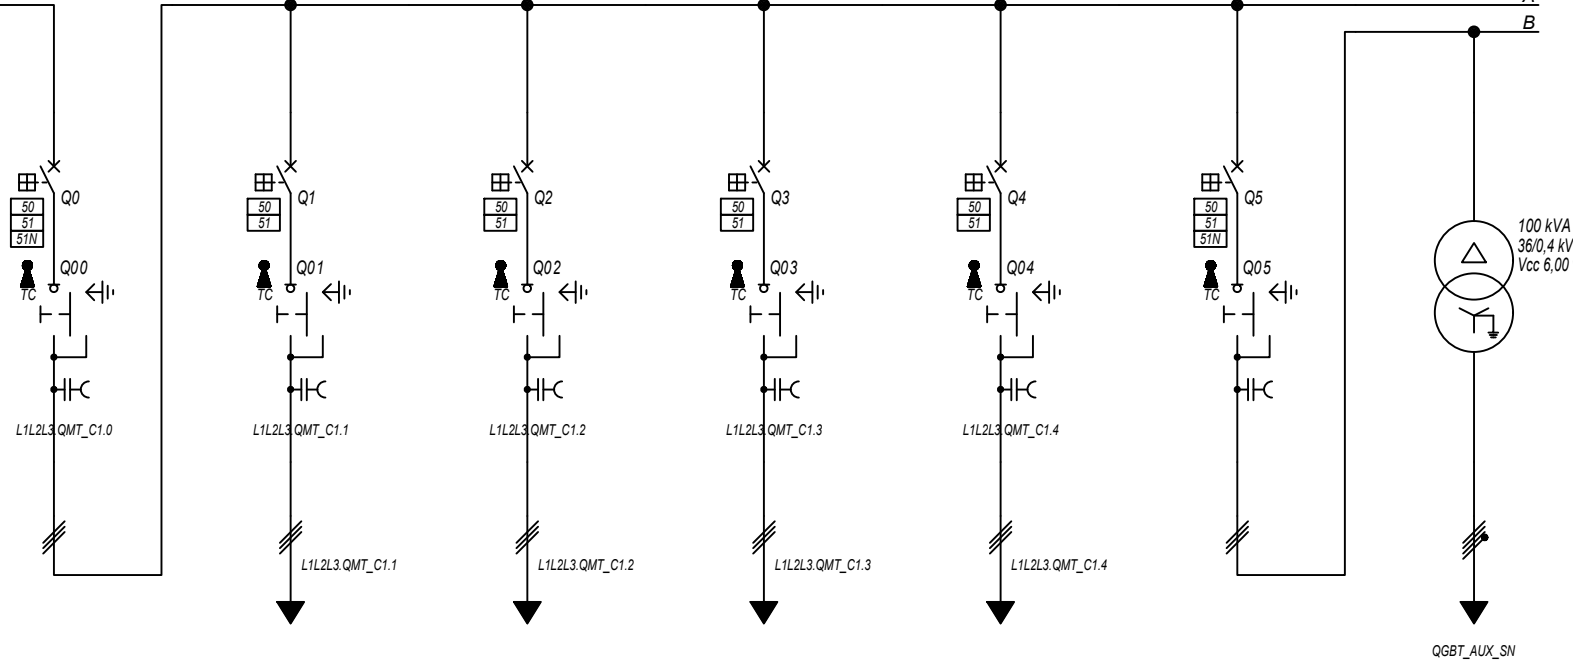 B
Q0
Q1
Q2
Q3
Q4
Q5
50
51
51N
50
51
50
51
50
51
50
51
50
51
51N
100 kVA
36/0,4 kV
Vcc 6,00
Q00
Q01
Q02
Q03
Q04
Q05
TC
TC
TC
TC
TC
TC
L1L2L3.QMT_C1.0
L1L2L3.QMT_C1.1
L1L2L3.QMT_C1.2
L1L2L3.QMT_C1.3
L1L2L3.QMT_C1.4
L1L2L3.QMT_C1.1
L1L2L3.QMT_C1.2
L1L2L3.QMT_C1.3
L1L2L3.QMT_C1.4
QGBT_AUX_SN